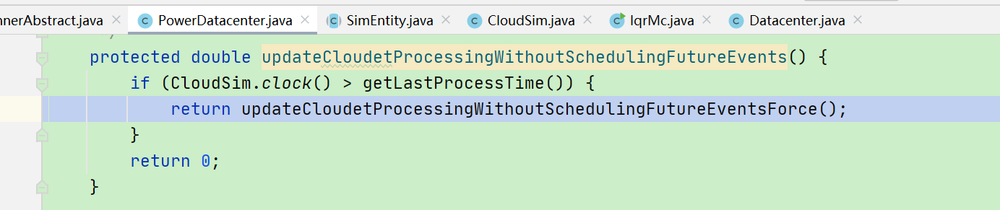 nnerAbstract.java PowerDatacenter.java SimEntity.java CloudSim.java IqrMc.java Datacenter.java
protected double updateCloudetProcessingWithoutSchedulingFutureEvents() {
if (CloudSim.clock() > getLastProcessTime()) {
return updateCloudetProcessingWithoutSchedulingFutureEventsForce();
}
return 0;
}